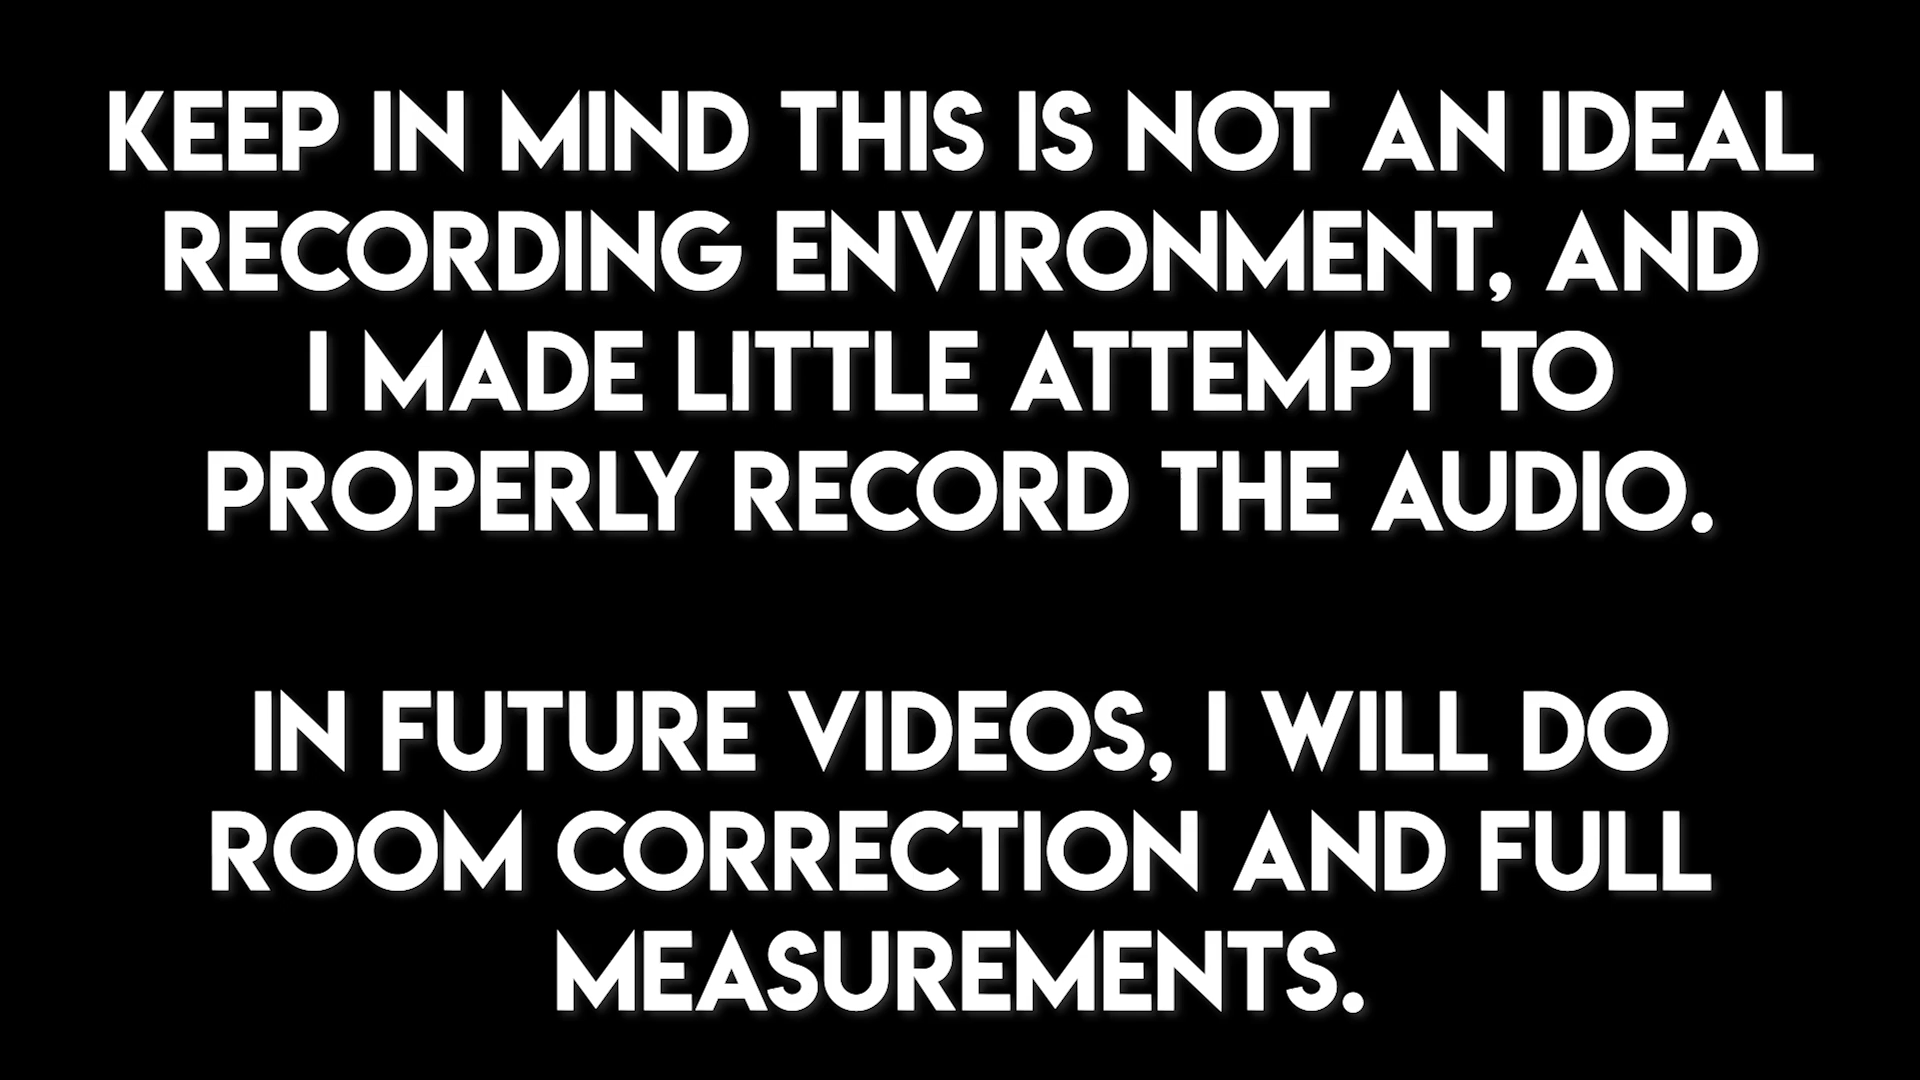 KEEP IN MIND THIS IS NOT AN IDEAL
RECORDING ENVIRONMENT, AND
I MADE LITTLE ATTEMPT TO
PROPERLY RECORD THE AUDIO.
IN FUTURE VIDEOS, I WILL DO
ROOM CORRECTION AND FULL
MEASUREMENTS.